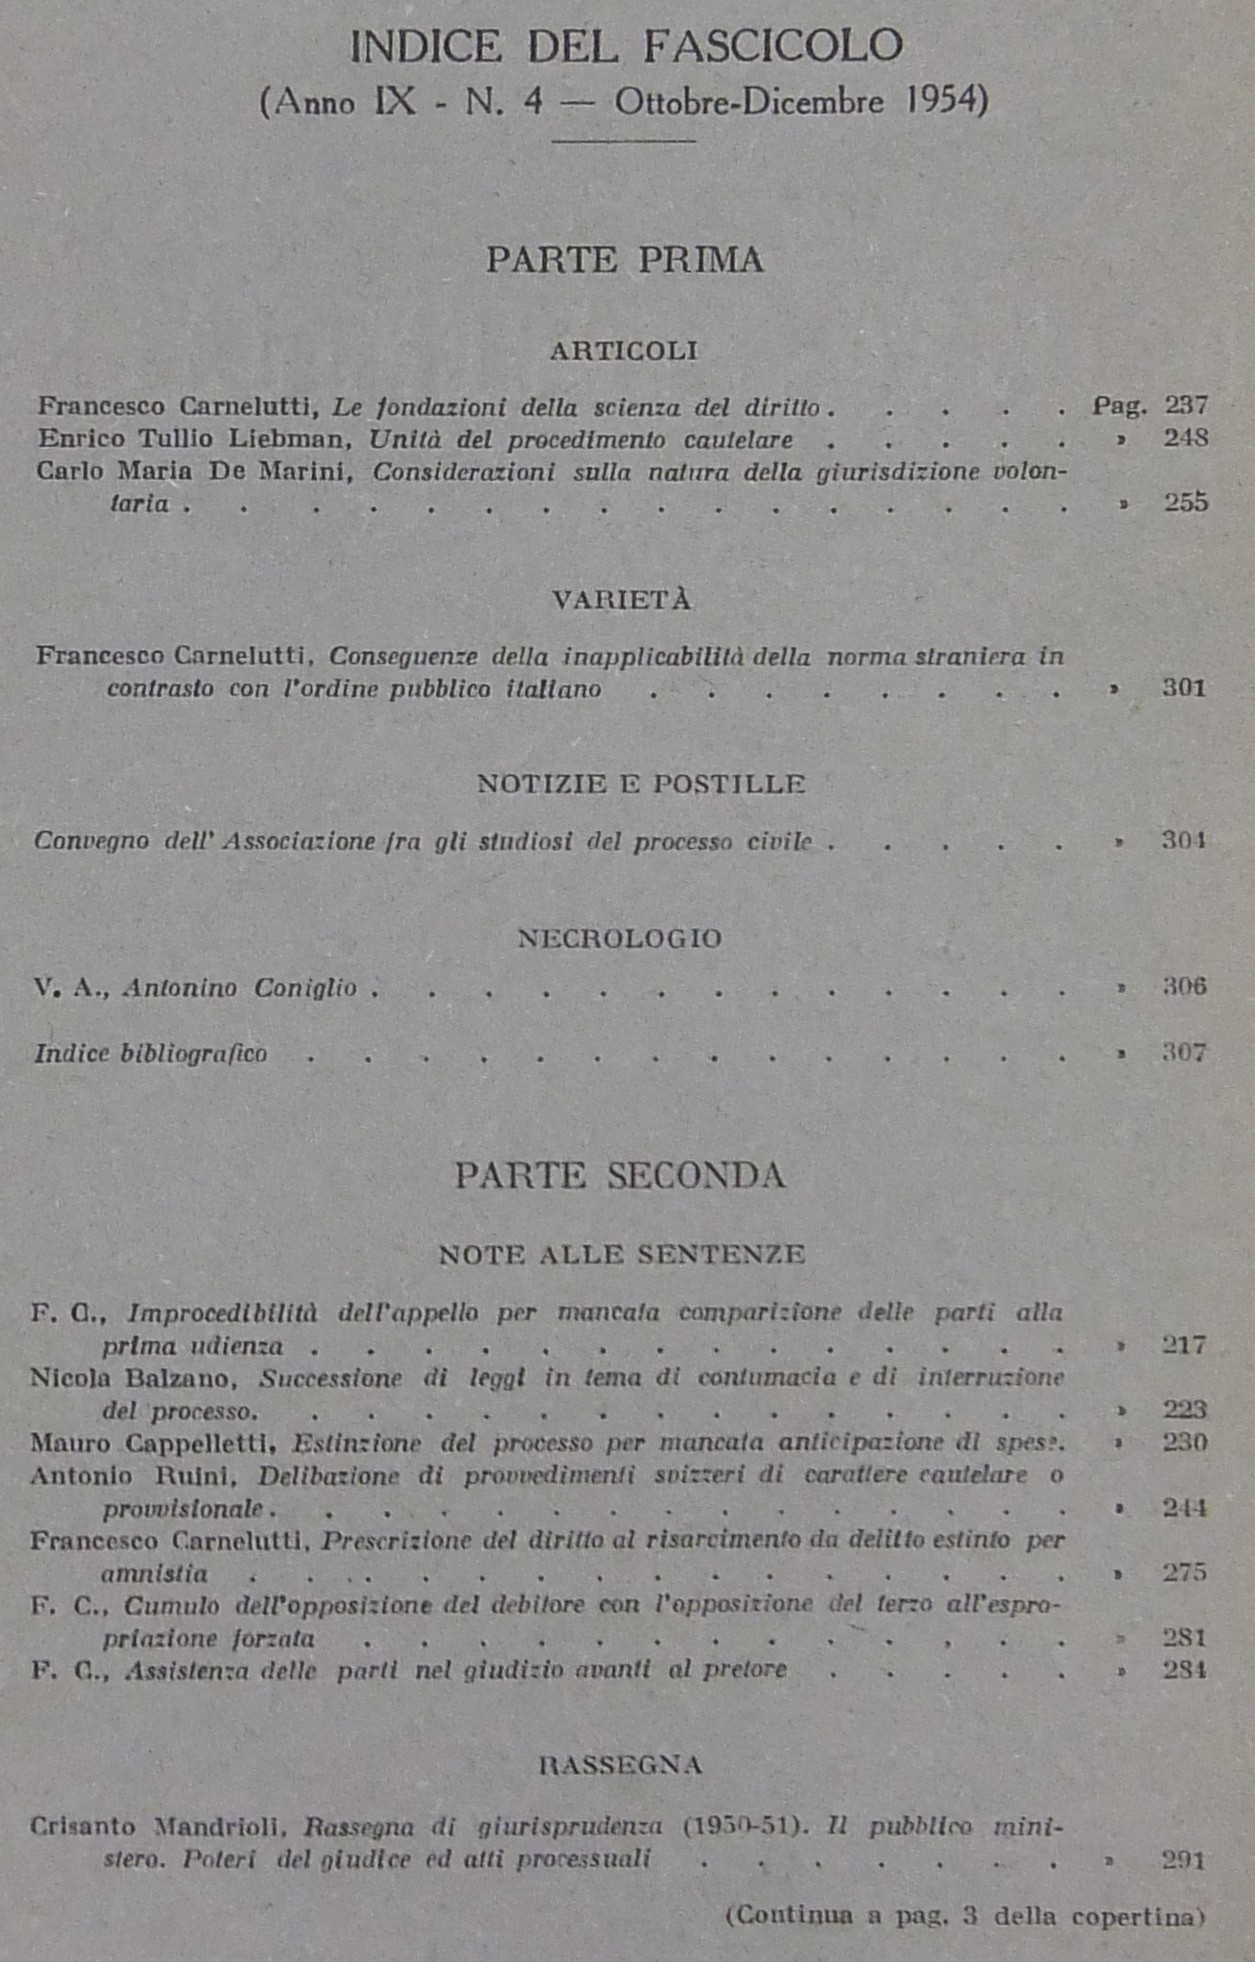 INDICE DEL FASCICOLO
(Anno IX - N. 4 — Ottobre-Dicembre 1954)
PARTE PRIMA
ARTICOLI
Francesco Carnelutti, Le fondazioni della scienza del diritto . . . . . Pag. 237
Enrico Tullio Liebman, Unità del procedimento cautelare . . . . . » 248
Carlo Maria De Marini, Considerazioni sulla natura della giurisdizione volon-
taria . . . . . . . . . . . . . . . . » 255
VARIETÀ
Francesco Carnelutti, Conseguenze della inapplicabilità della norma straniera in
contrasto con l'ordine pubblico italiano . . . . . . . . » 301
NOTIZIE E POSTILLE
Convegno dell' Associazione fra gli studiosi del processo civile . . . . . » 304
NECROLOGIO
V. A., Antonino Coniglio . . . . . . . . . . . . . » 306
Indice bibliografico . . . . . . . . . . . . . . » 307
PARTE SECONDA
NOTE ALLE SENTENZE
F. C., Improcedibilità dell'appello per mancata comparizione delle parti alla
prima udienza . . . . . . . . . . . . . . » 217
Nicola Balzano, Successione di leggi in tema di contumacia e di interruzione
del processo. . . . . . . . . . . . . . . » 223
Mauro Cappelletti, Estinzione del processo per mancata anticipazione di spese. » 230
Antonio Ruini, Delibazione di provvedimenti svizzeri di carattere cautelare o
provvisionale . . . . . . . . . . . . . . . » 244
Francesco Carnelutti, Prescrizione del diritto al risarcimento da delitto estinto per
amnistia . . . . . . . . . . . . . . . » 275
F. C., Cumulo dell'opposizione del debitore con l'opposizione del terzo all'espro-
priazione forzata . . . . . . . . . . . . . » 281
F. C., Assistenza delle parti nel giudizio avanti al pretore . . . . . » 284
RASSEGNA
Crisanto Mandrioli, Rassegna di giurisprudenza (1950-51). Il pubblico mini-
stero. Poteri del giudice ed atti processuali . . . . . . . » 291
(Continua a pag. 3 della copertina)